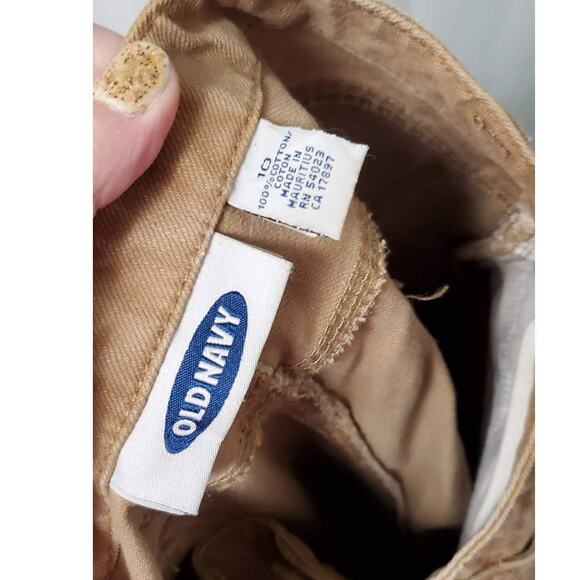 10
100% COTTON/
COTON
MADE IN
MAURITIUS
RN 54023
CA 17897
OLD NAVY